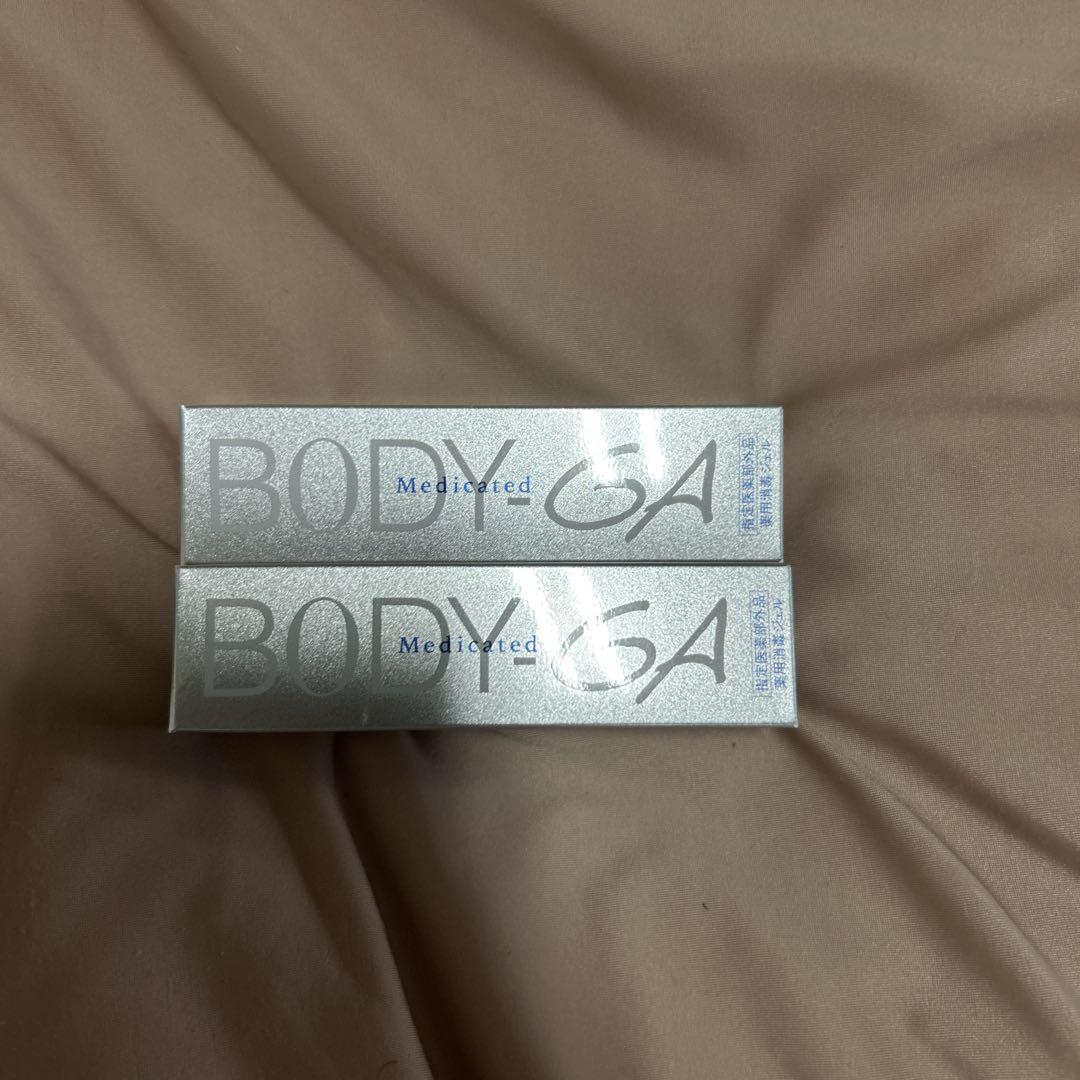 BODY-GA
Medicated
指定医薬部外品
薬用消毒ジェル
BODY-GA
Medicated
指定医薬部外品
薬用消毒ジェル